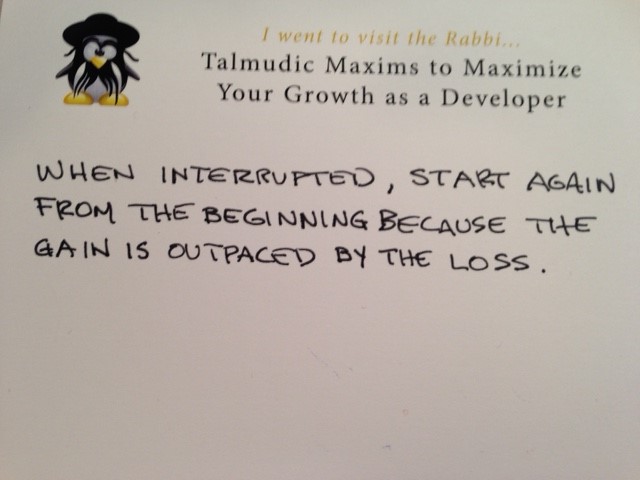 I went to visit the Rabbi...
Talmudic Maxims to Maximize
Your Growth as a Developer
WHEN INTERRUPTED, START AGAIN
FROM THE BEGINNING BECAUSE THE
GAIN IS OUTPACED BY THE LOSS.